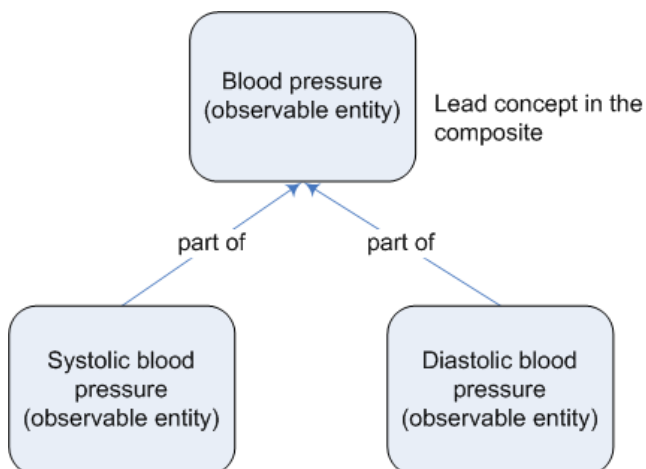 Blood pressure
(observable entity)
Lead concept in the
composite
part of
part of
Systolic blood
pressure
(observable entity)
Diastolic blood
pressure
(observable entity)